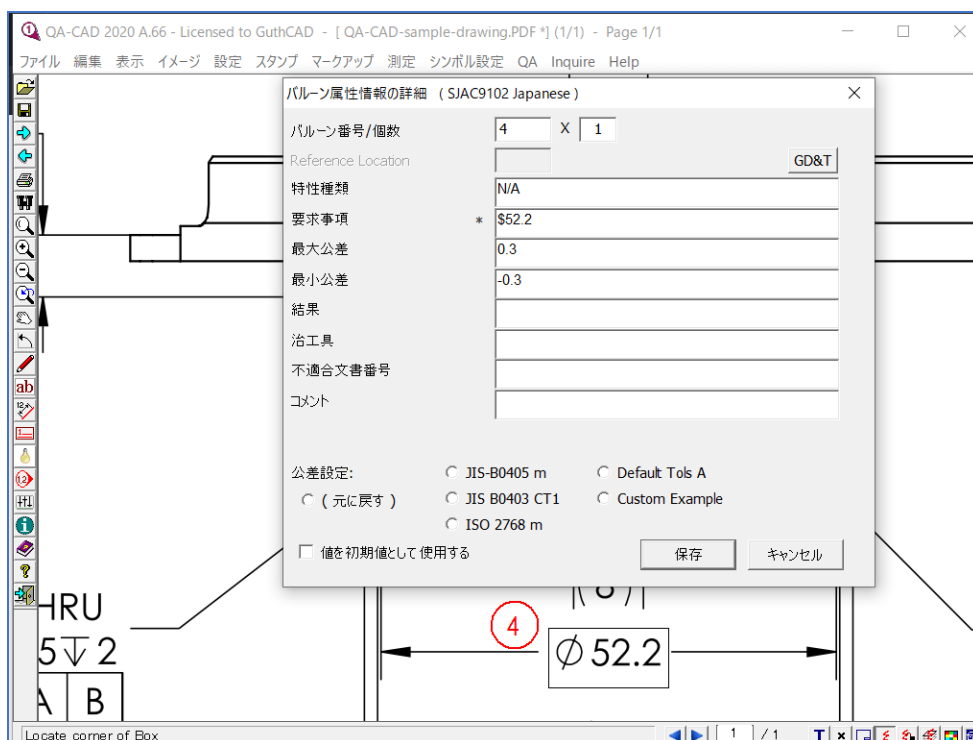 QA-CAD 2020 A.66 - Licensed to GuthCAD - [ QA-CAD-sample-drawing.PDF *] (1/1) - Page 1/1
ファイル 編集 表示 イメージ 設定 スタンプ マークアップ 測定 シンボル設定 QA Inquire Help
バルーン属性情報の詳細 ( SJAC9102 Japanese )
バルーン番号/個数 4 X 1
Reference Location GD&T
特性種類 N/A
要求事項 * $52.2
最大公差 0.3
最小公差 -0.3
結果
治工具
不適合文書番号
コメント
公差設定: JIS-B0405 m Default Tols A
( 元に戻す ) JIS B0403 CT1 Custom Example
ISO 2768 m
値を初期値として使用する 保存 キャンセル
HRU
4
5↧2 ∅52.2
A B
Locate corner of Box 1 / 1
ab